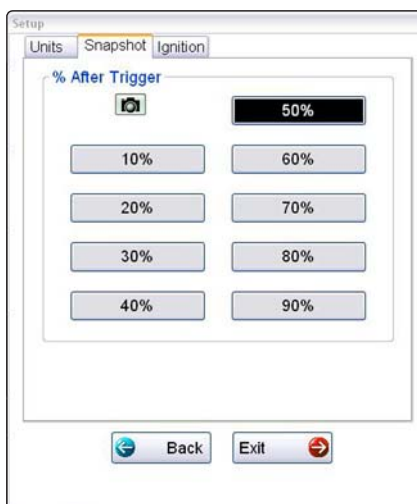 Setup
Units Snapshot Ignition
% After Trigger
50%
10% 60%
20% 70%
30% 80%
40% 90%
Back Exit